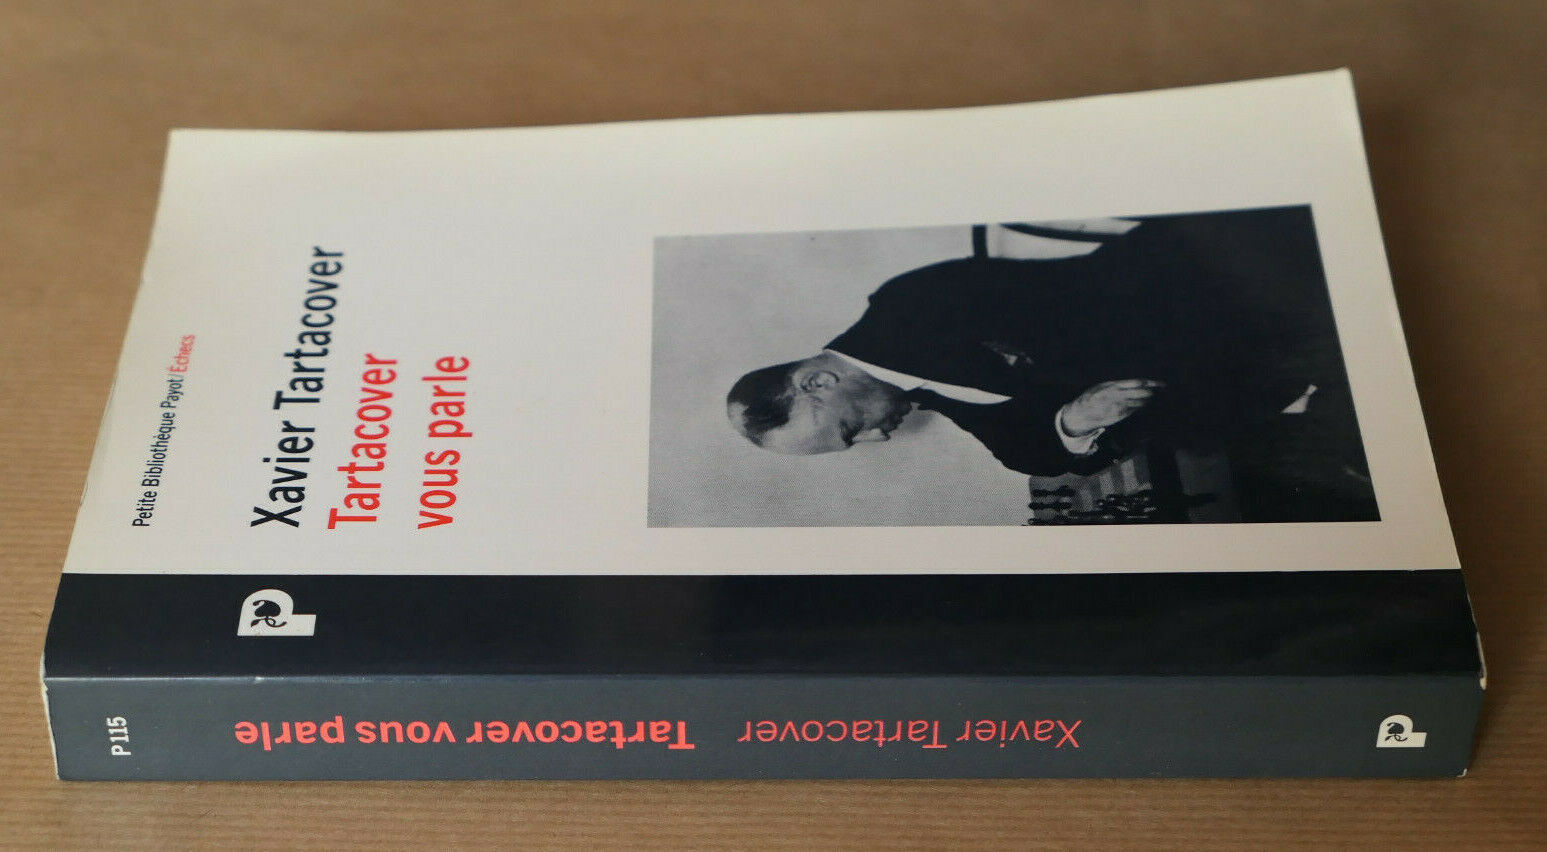 Petite Bibliothèque Payot/Échecs
Xavier Tartacover
Tartacover
vous parle
P
P 115
Tartacover vous parle
Xavier Tartacover
P